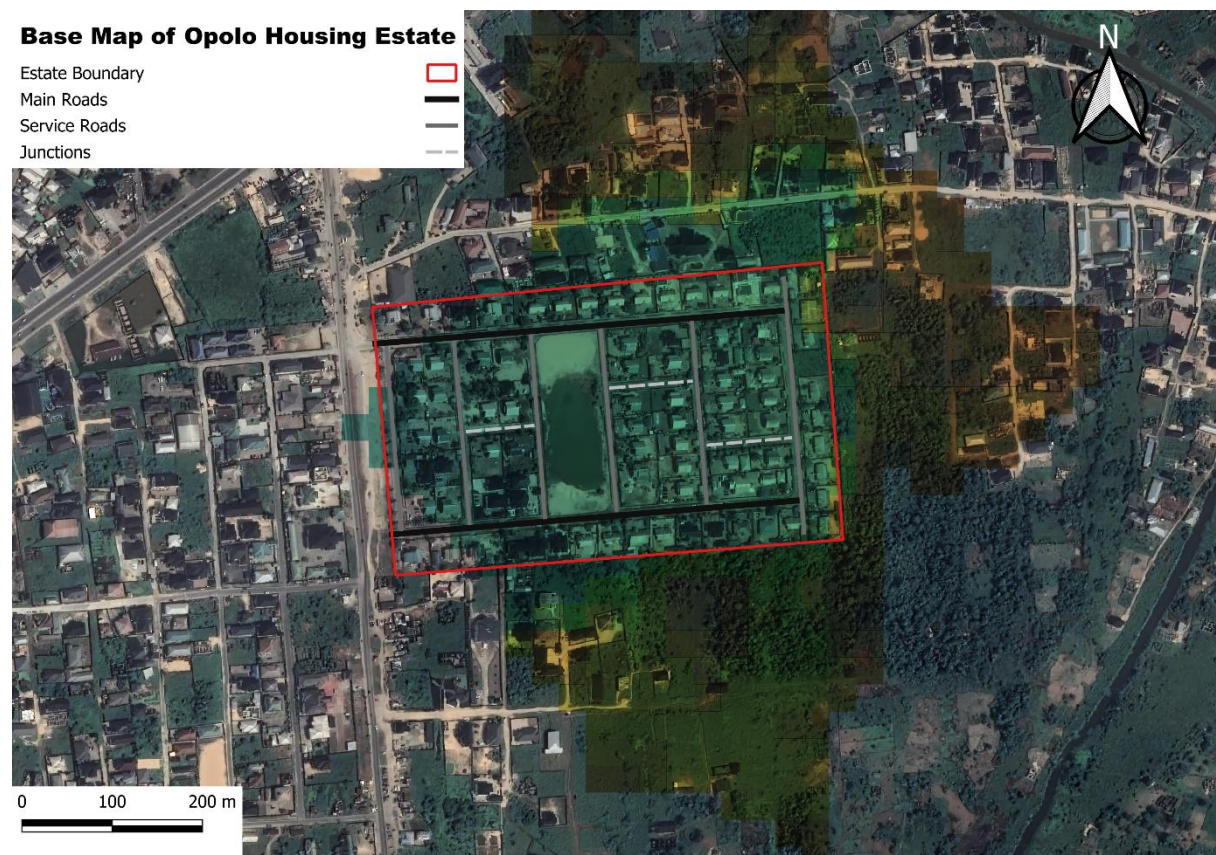 Base Map of Opolo Housing Estate
Estate Boundary
Main Roads
Service Roads
Junctions
N
0 100 200 m